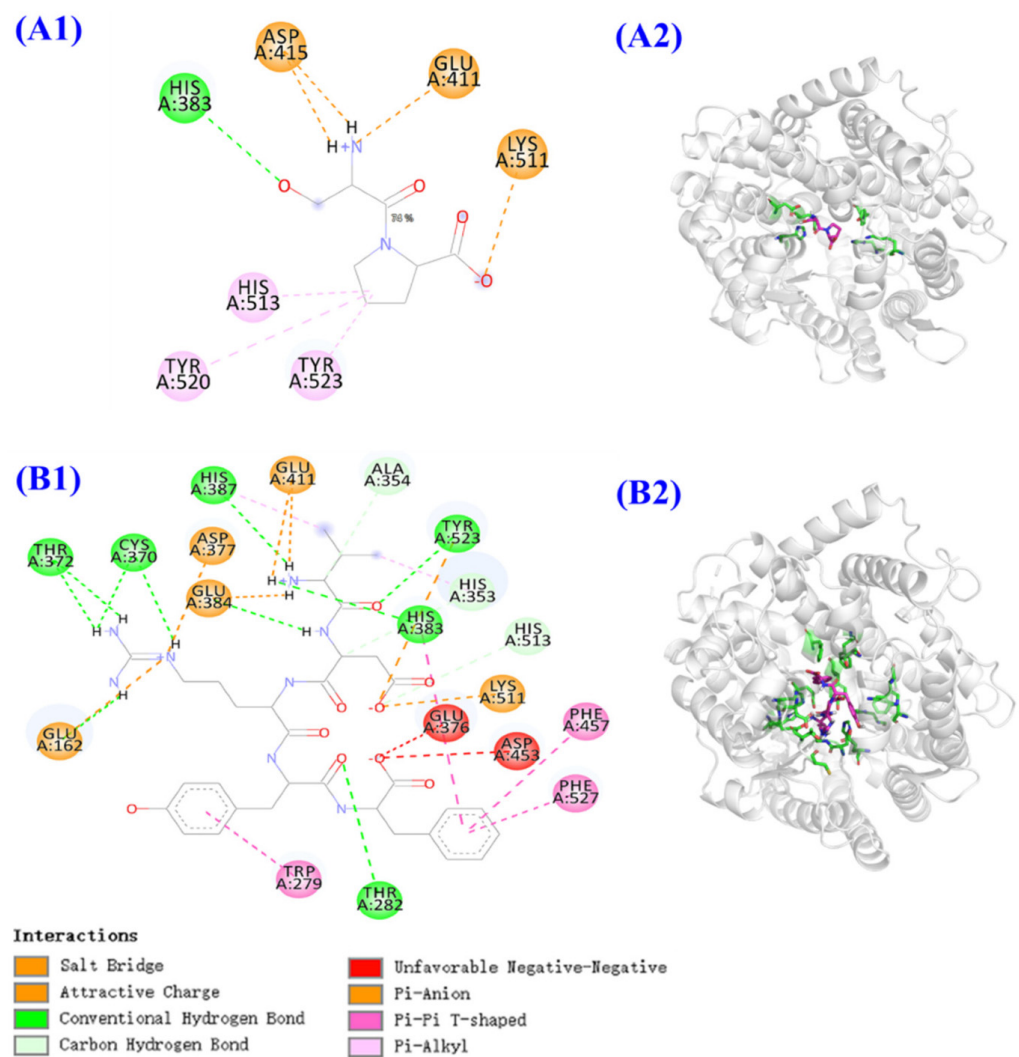 (A1)
(A2)
ASP
A:415
GLU
A:411
HIS
A:383
LYS
A:511
H
H +N
O
O
O
N
-O
HIS
A:513
TYR
A:520
TYR
A:523
(B1)
(B2)
HIS
A:387
GLU
A:411
ALA
A:354
THR
A:372
CYS
A:370
ASP
A:377
TYR
A:523
GLU
A:384
HIS
A:353
HIS
A:383
HIS
A:513
GLU
A:162
LYS
A:511
GLU
A:376
PHE
A:457
ASP
A:453
PHE
A:527
TRP
A:279
THR
A:282
Interactions
Salt Bridge
Attractive Charge
Conventional Hydrogen Bond
Carbon Hydrogen Bond
Unfavorable Negative-Negative
Pi-Anion
Pi-Pi T-shaped
Pi-Alkyl